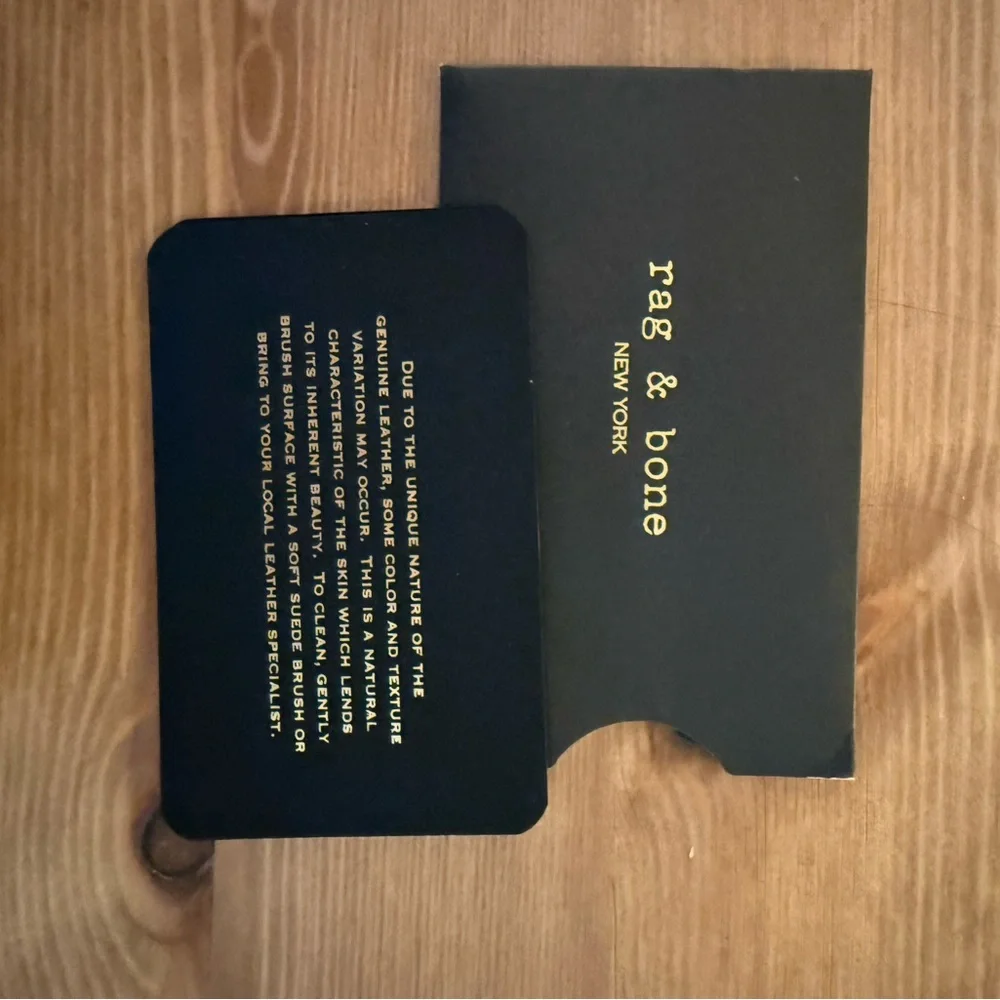 rag & bone
NEW YORK
DUE TO THE UNIQUE NATURE OF THE
GENUINE LEATHER, SOME COLOR AND TEXTURE
VARIATION MAY OCCUR. THIS IS A NATURAL
CHARACTERISTIC OF THE SKIN WHICH LENDS
TO ITS INHERENT BEAUTY. TO CLEAN, GENTLY
BRUSH SURFACE WITH A SOFT SUEDE BRUSH OR
BRING TO YOUR LOCAL LEATHER SPECIALIST.